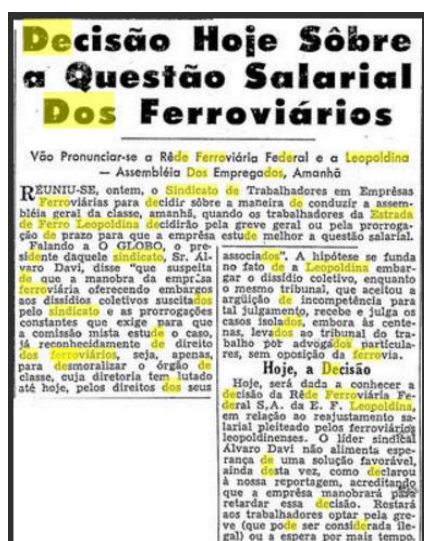 Decisão Hoje Sôbre
a Questão Salarial
Dos Ferroviários
Vão Pronunciar-se a Rêde Ferroviária Federal e a Leopoldina
— Assembléia Dos Empregados, Amanhã
REUNIU-SE, ontem, o Sindicato de Trabalhadores em Emprêsas
Ferroviárias para decidir sôbre a maneira de conduzir a assem-
bléia geral da classe, amanhã, quando os trabalhadores da Estrada
de Ferro Leopoldina decidirão pela greve geral ou pela prorroga-
ção de prazo para que a emprêsa estude melhor a questão salarial.
Falando a O GLOBO, o pre-
sidente daquele sindicato, Sr. Ál-
varo Davi, disse "que suspeita
de que a manobra da emprêsa
ferroviária oferecendo embargos
aos dissídios coletivos suscitados
pelo sindicato e as prorrogações
constantes que exige para que
a comissão mista estude o caso,
já reconhecidamente de direito
dos ferroviários, seja, apenas,
para desmoralizar o órgão de
classe, cuja diretoria tem lutado
até hoje, pelos direitos dos seus
associados". A hipótese se funda
no fato de a Leopoldina embar-
gar o dissídio coletivo, enquanto
o mesmo tribunal, que aceitou a
argüição de incompetência para
tal julgamento, recebe e julga os
casos isolados, embora às cente-
nas, levados ao tribunal do tra-
balho por advogados particula-
res, sem oposição da ferrovia.
Hoje, a Decisão
Hoje, será dada a conhecer a
decisão da Rêde Ferroviária Fe-
deral S.A. da E. F. Leopoldina,
em relação ao reajustamento sa-
larial pleiteado pelos ferroviários
leopoldinenses. O líder sindical
Álvaro Davi não alimenta espe-
rança de uma solução favorável,
ainda desta vez, como declarou
à nossa reportagem, acreditando
que a emprêsa manobrará para
retardar essa decisão. Restará
aos trabalhadores optar pela gre-
ve (que pode ser considerada ile-
gal) ou a espera por mais tempo.